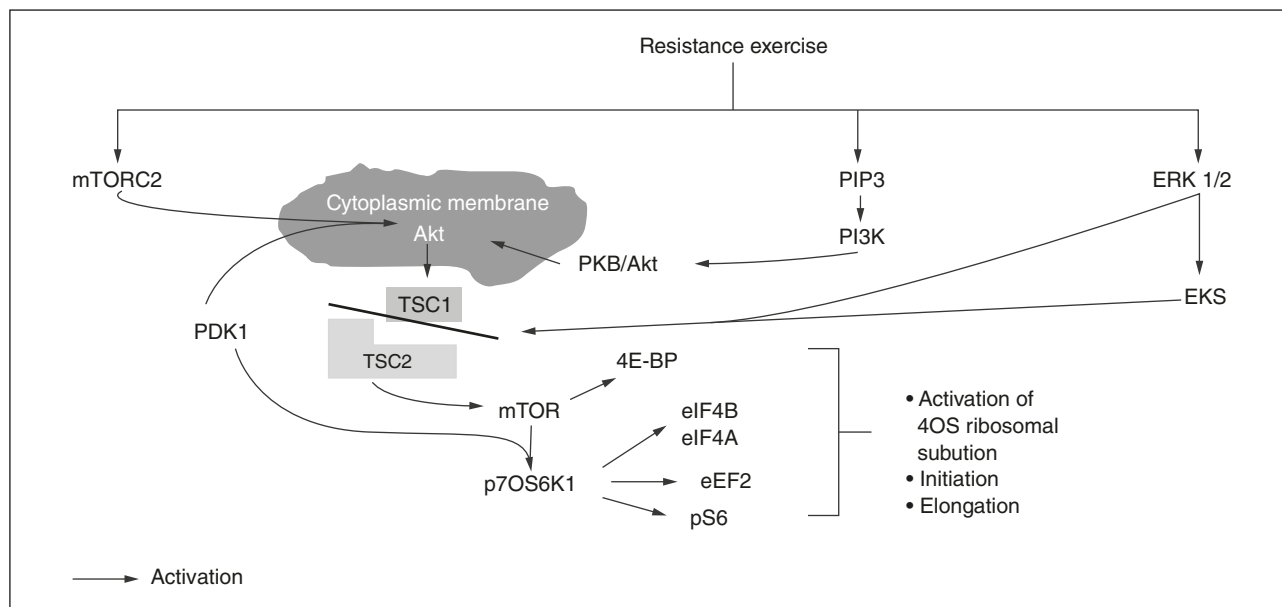 Resistance exercise
mTORC2
PIP3
ERK 1/2
Cytoplasmic membrane
Akt
PI3K
PKB/Akt
TSC1
EKS
PDK1
TSC2
4E-BP
mTOR
eIF4B
eIF4A
p7OS6K1
eEF2
pS6
• Activation of
4OS ribosomal
subution
• Initiation
• Elongation
Activation